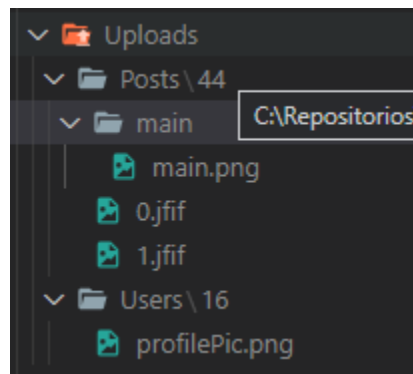 Uploads
Posts\44
main
C:\Repositorios
main.png
0.jfif
1.jfif
Users\16
profilePic.png